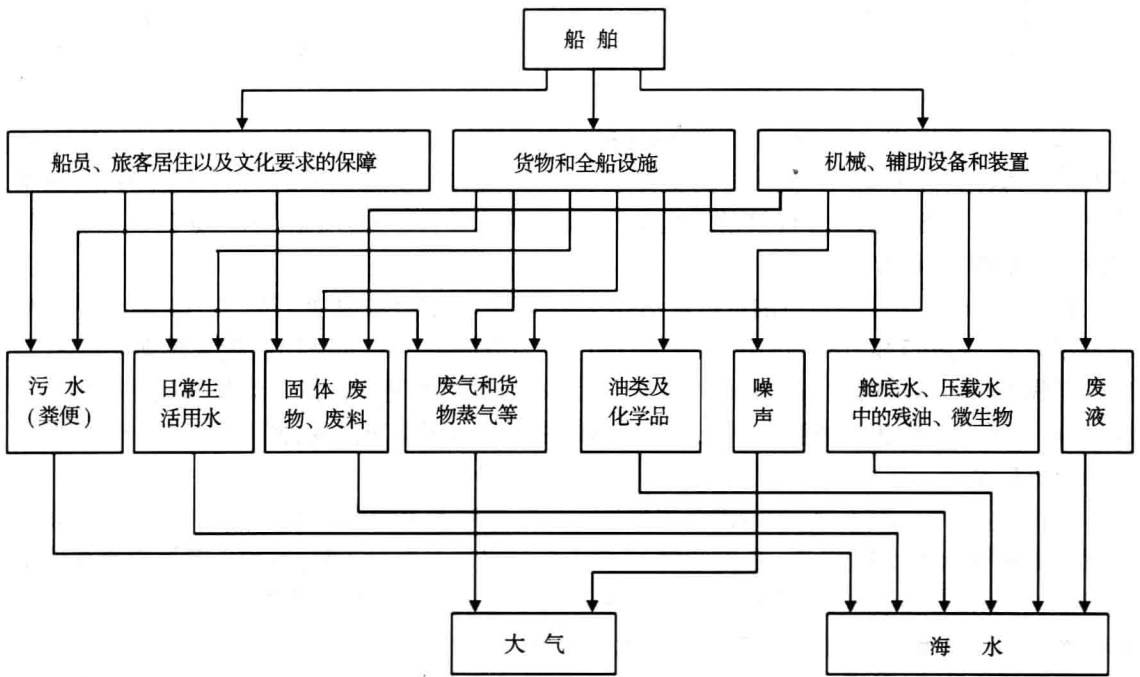 船舶
船员、旅客居住以及文化要求的保障
货物和全船设施
机械、辅助设备和装置
污水
(粪便)
日常生
活用水
固体废
物、废料
废气和货
物蒸气等
油类及
化学品
噪
声
舱底水、压载水
中的残油、微生物
废
液
大气
海水